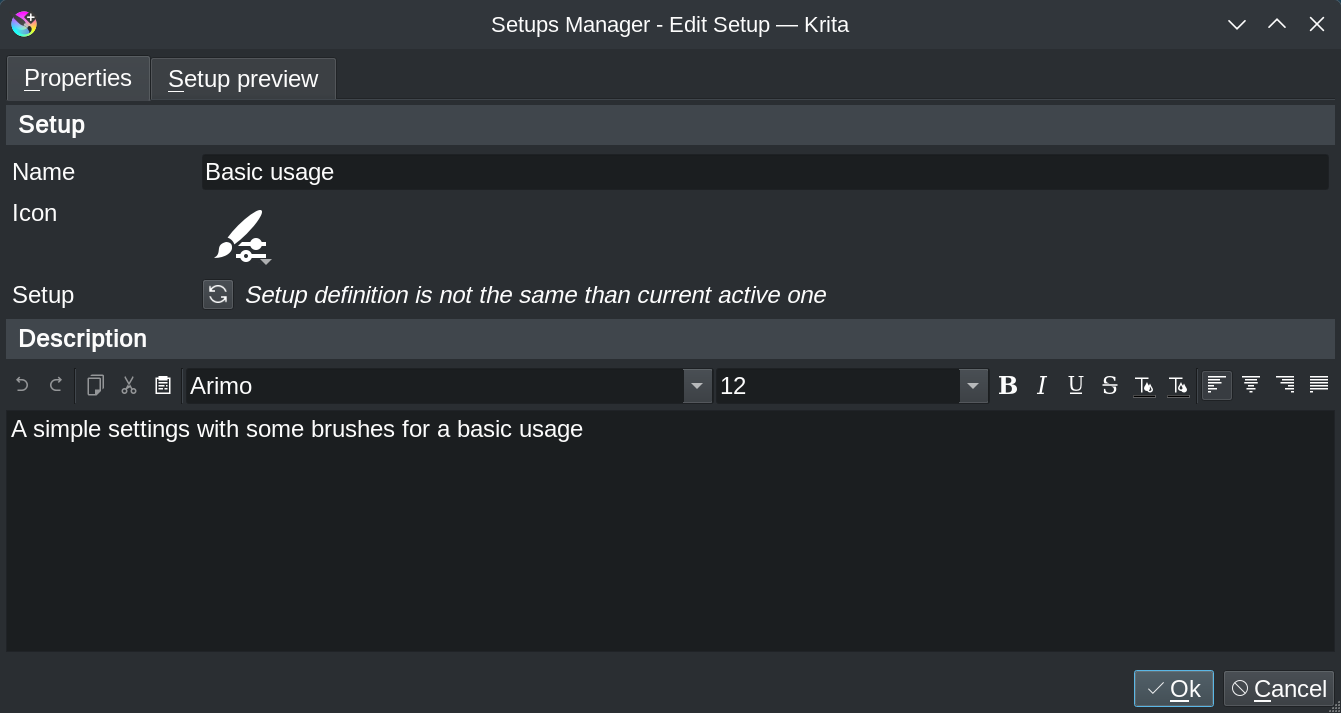 Setups Manager - Edit Setup — Krita
Properties
Setup preview
Setup
Name
Basic usage
Icon
Setup
Setup definition is not the same than current active one
Description
Arimo
12
B I U S
A simple settings with some brushes for a basic usage
Ok
Cancel